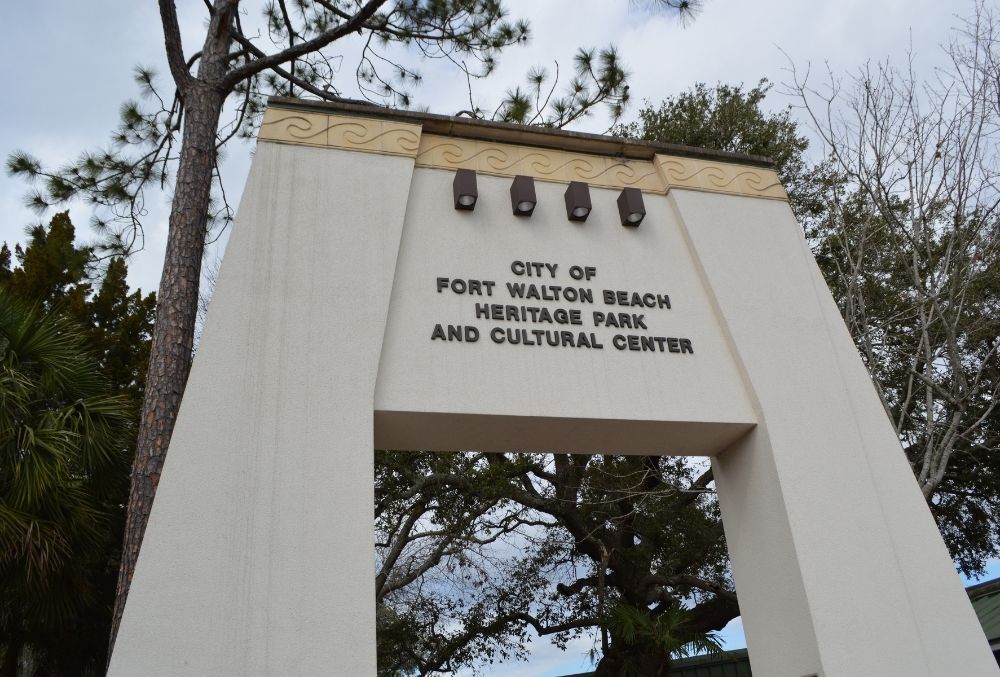 CITY OF
FORT WALTON BEACH
HERITAGE PARK
AND CULTURAL CENTER